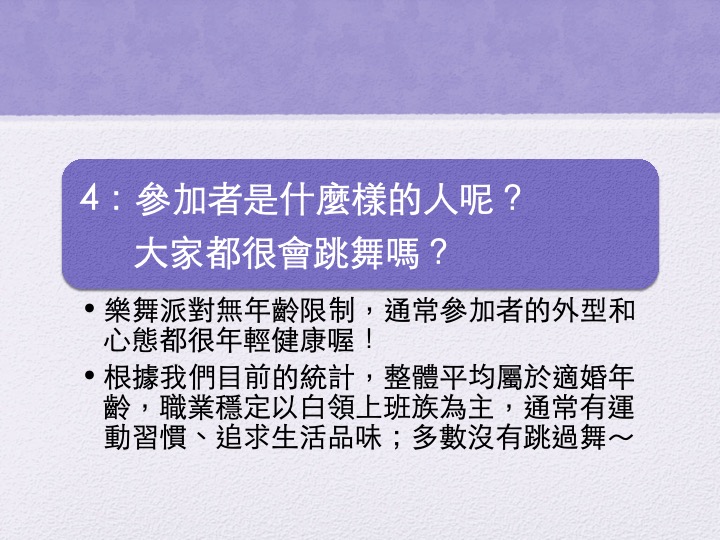 4：參加者是什麼樣的人呢？
大家都很會跳舞嗎？
• 樂舞派對無年齡限制，通常參加者的外型和
心態都很年輕健康喔！
• 根據我們目前的統計，整體平均屬於適婚年
齡，職業穩定以白領上班族為主，通常有運
動習慣、追求生活品味；多數沒有跳過舞～